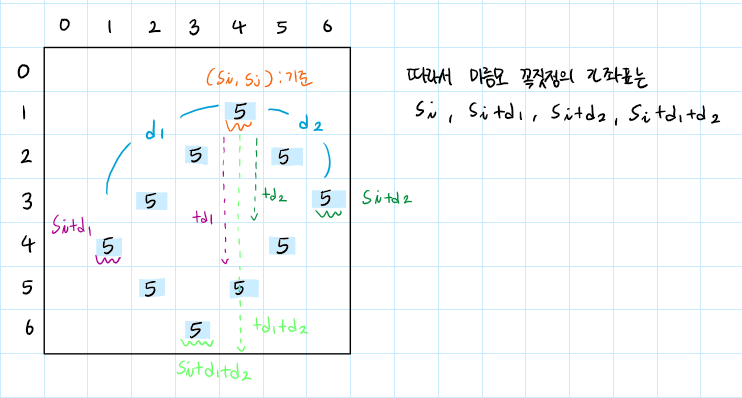 0 1 2 3 4 5 6
0 (Si, Sj) : 기준
따라서 마름모 꼭짓점의 i좌표는
1 5
Si, Si+d1, Si+d2, Si+d1+d2
d1 d2
2 5 5
3 5 +d2 5 Si+d2
+d1
Si+d1
4 5 5
5 5 5
6 5 +d1+d2
Si+d1+d2